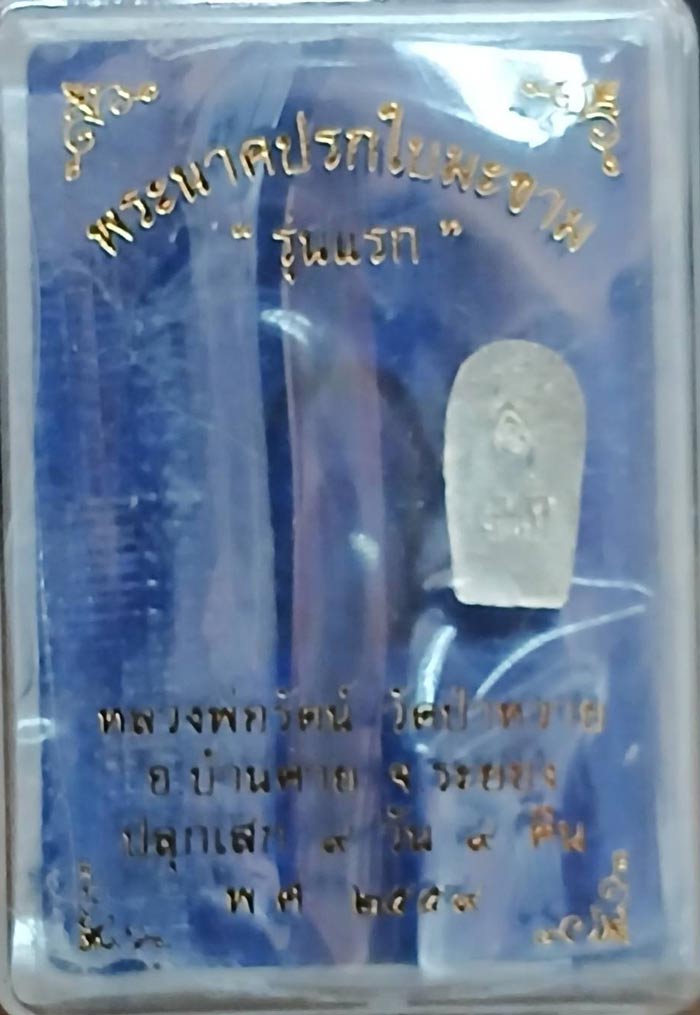 พระนาคปรกใบมะขาม
“ รุ่นแรก ”
หลวงพ่อรัตน์ วัดป่าหวาย
อ.บ้านค่าย จ.ระยอง
ปลุกเสก ๙ วัน ๙ คืน
พ.ศ. ๒๕๕๙